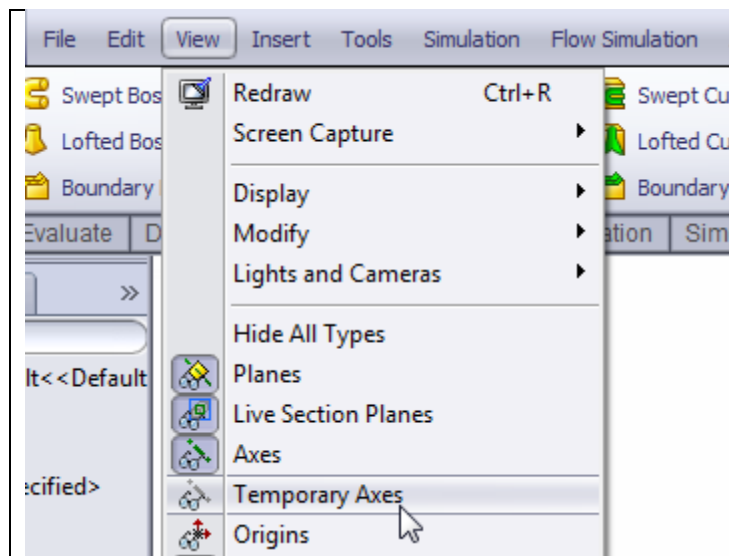 File Edit View Insert Tools Simulation Flow Simulation
Swept Bos Redraw Ctrl+R Swept Cu
Lofted Bos Screen Capture Lofted Cu
Boundary Display Boundary
Evaluate D Modify ation Sim
Lights and Cameras
Hide All Types
lt<<Default Planes
Live Section Planes
Axes
ecified> Temporary Axes
Origins